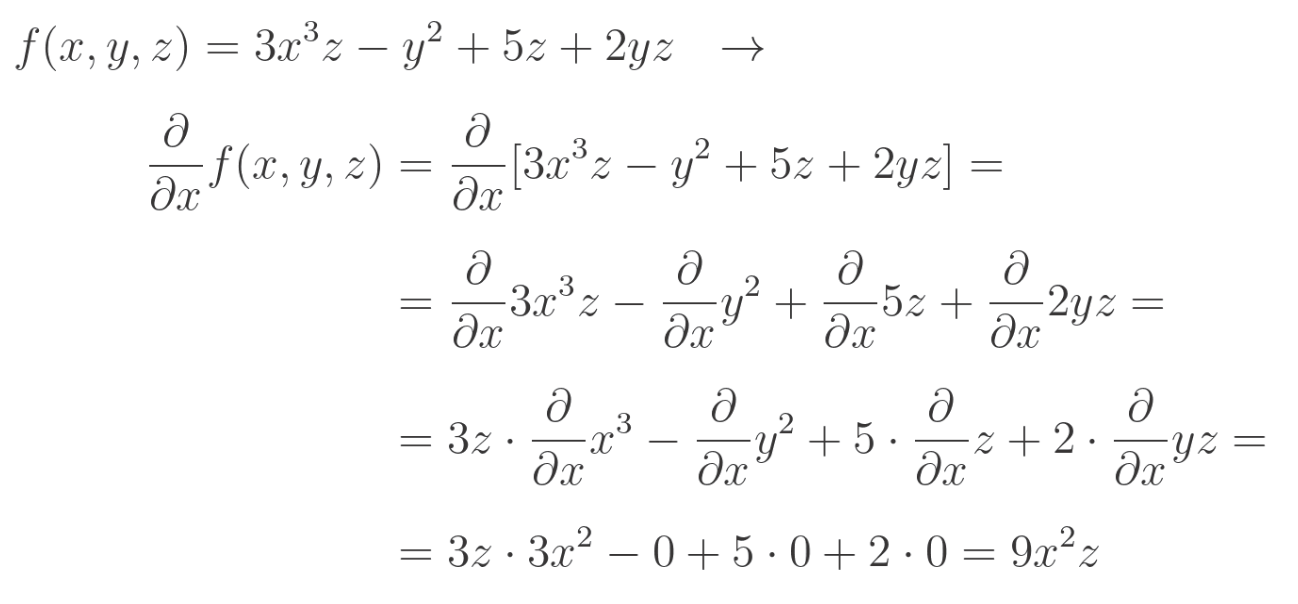 f(x, y, z) = 3x³z − y² + 5z + 2yz →
∂/∂x f(x, y, z) = ∂/∂x [3x³z − y² + 5z + 2yz] =
= ∂/∂x 3x³z − ∂/∂x y² + ∂/∂x 5z + ∂/∂x 2yz =
= 3z · ∂/∂x x³ − ∂/∂x y² + 5 · ∂/∂x z + 2 · ∂/∂x yz =
= 3z · 3x² − 0 + 5 · 0 + 2 · 0 = 9x²z